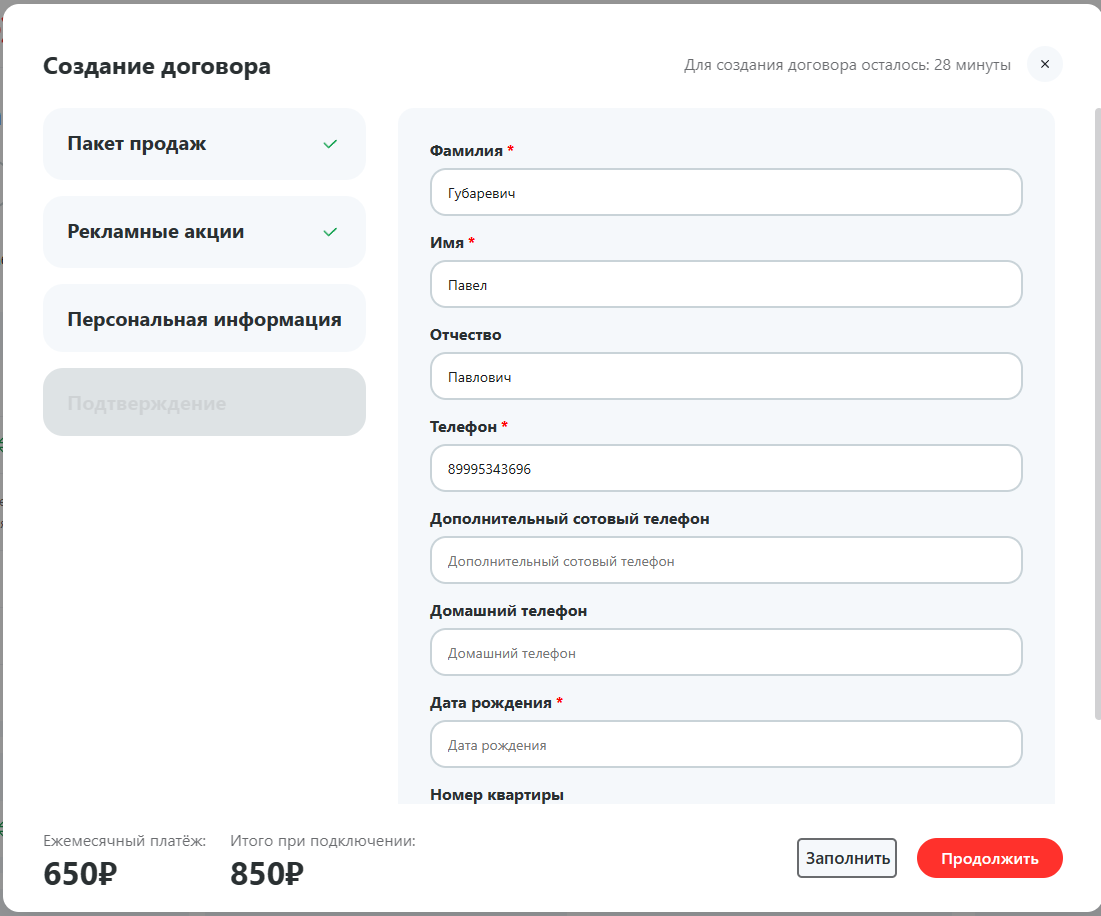 Создание договора
Для создания договора осталось: 28 минуты
Пакет продаж
Рекламные акции
Персональная информация
Подтверждение
Фамилия *
Губаревич
Имя *
Павел
Отчество
Павлович
Телефон *
89995343696
Дополнительный сотовый телефон
Дополнительный сотовый телефон
Домашний телефон
Домашний телефон
Дата рождения *
Дата рождения
Номер квартиры
Ежемесячный платёж:
650₽
Итого при подключении:
850₽
Заполнить
Продолжить